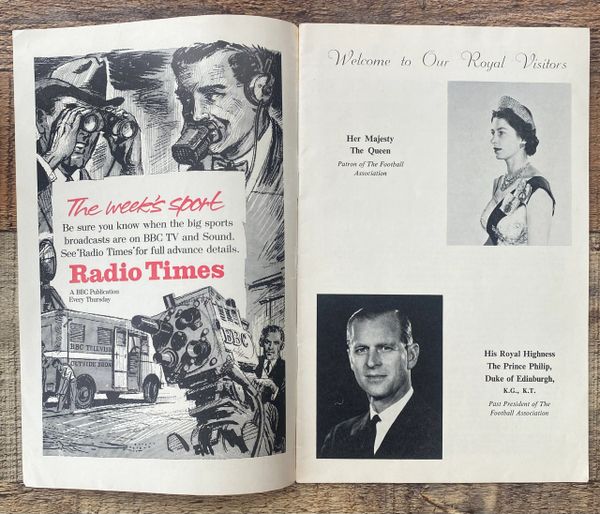 The week's sport
Be sure you know when the big sports
broadcasts are on BBC TV and Sound.
See 'Radio Times' for full advance details.
Radio Times
A BBC Publication
Every Thursday
BBC TELEVISION
OUTSIDE BROA
BBC
Welcome to Our Royal Visitors
Her Majesty
The Queen
Patron of The Football
Association
His Royal Highness
The Prince Philip,
Duke of Edinburgh,
K.G., K.T.
Past President of The
Football Association